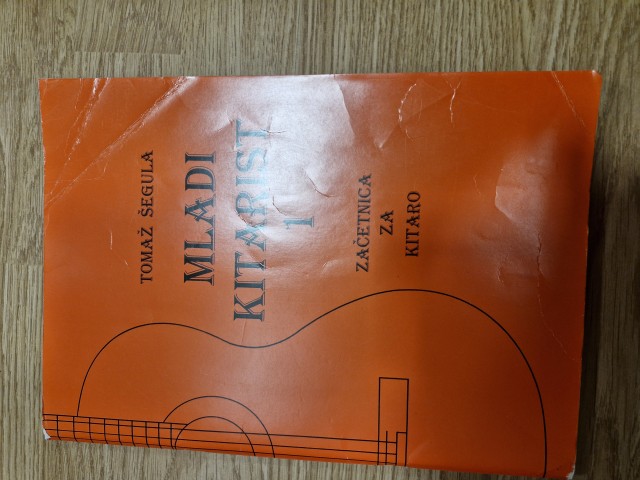 TOMAŽ ŠEGULA
MLADI
KITARIST
1
ZAČETNICA
ZA
KITARO